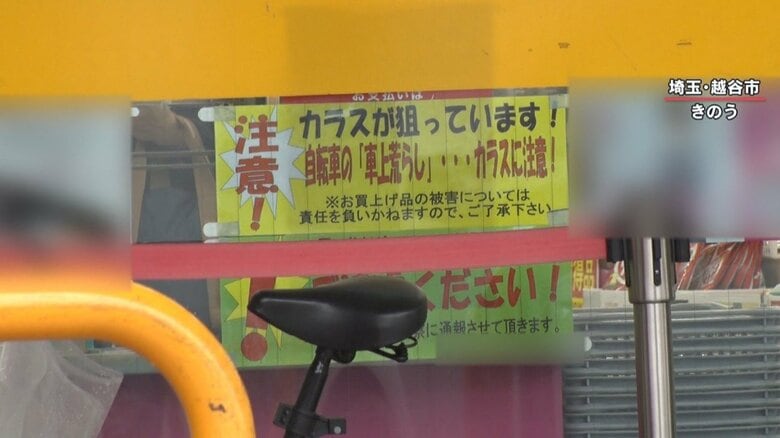 埼玉・越谷市
きのう
お支払いは
注意！
カラスが狙っています！
自転車の「車上荒らし」・・・カラスに注意！
※お買上げ品の被害については
責任を負いかねますので、ご了承下さい
ください！
に通報させて頂きます。